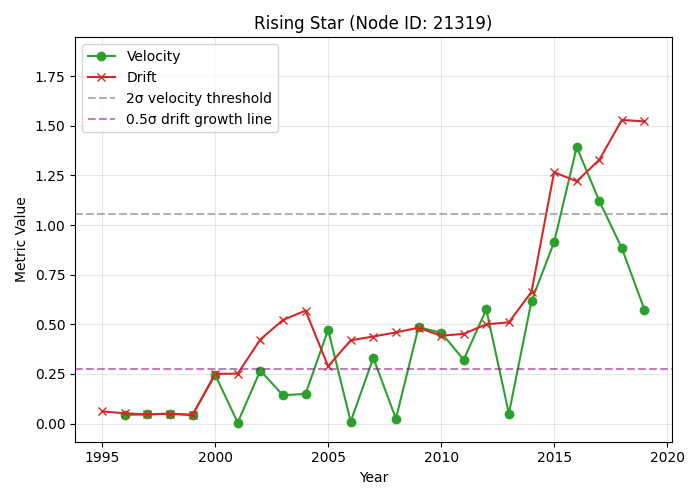 Rising Star (Node ID: 21319)
Velocity
Drift
2σ velocity threshold
0.5σ drift growth line
Metric Value
1.75
1.50
1.25
1.00
0.75
0.50
0.25
0.00
1995 2000 2005 2010 2015 2020
Year